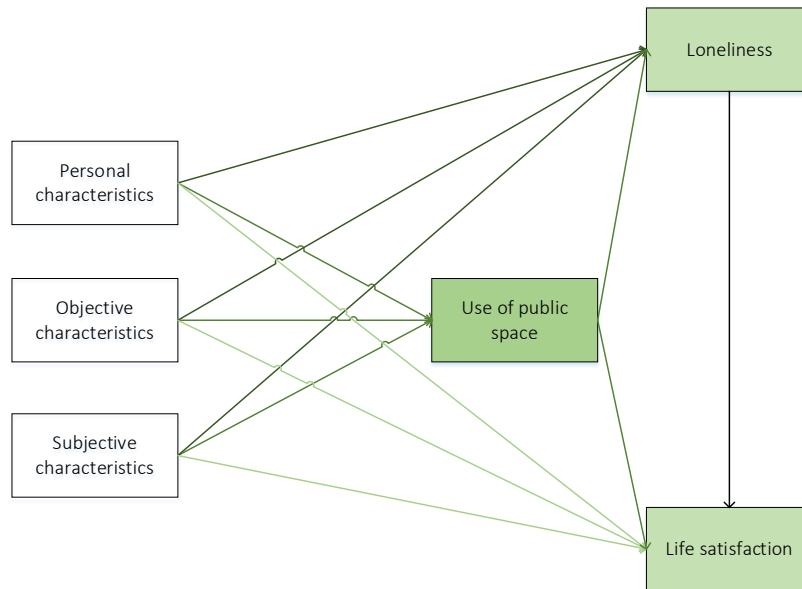 Loneliness
Personal
characteristics
Objective
characteristics
Use of public
space
Subjective
characteristics
Life satisfaction